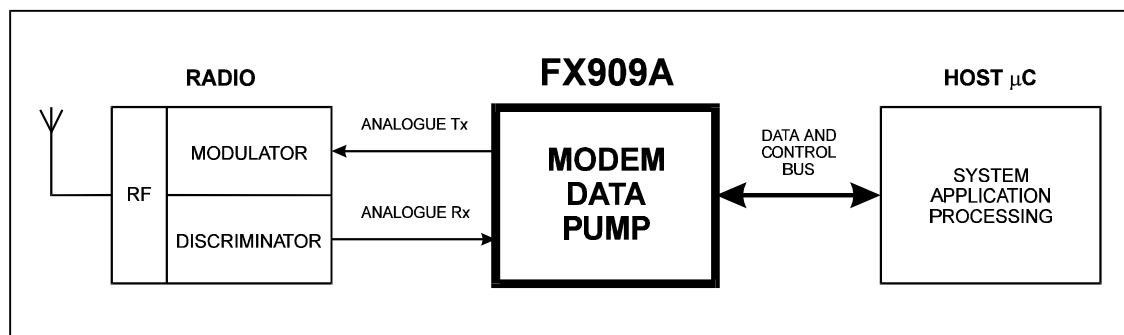 RADIO
RF
MODULATOR
DISCRIMINATOR
ANALOGUE Tx
ANALOGUE Rx
FX909A
MODEM
DATA
PUMP
DATA AND
CONTROL
BUS
HOST μC
SYSTEM
APPLICATION
PROCESSING